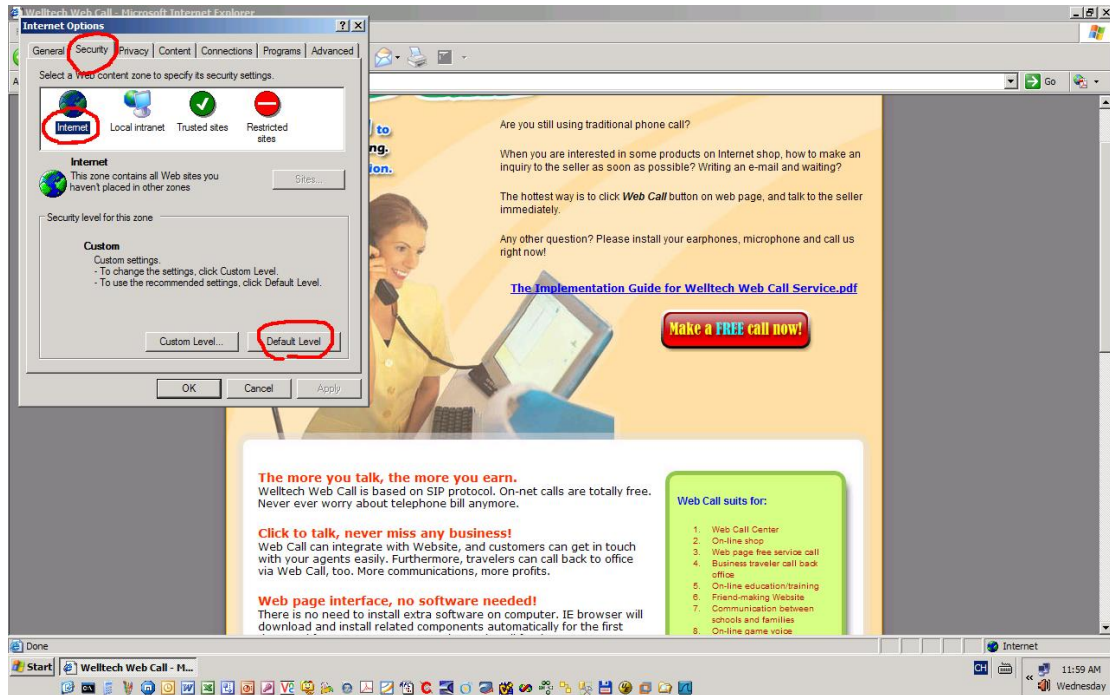 Welltech Web Call - Microsoft Internet Explorer
Internet Options
General Security Privacy Content Connections Programs Advanced
Select a Web content zone to specify its security settings.
Internet Local intranet Trusted sites Restricted
sites
Internet
This zone contains all Web sites you
haven't placed in other zones
Sites...
Security level for this zone
Custom
Custom settings.
- To change the settings, click Custom Level.
- To use the recommended settings, click Default Level.
Custom Level... Default Level
OK Cancel Apply
Go
to
ng.
ion.
Are you still using traditional phone call?
When you are interested in some products on Internet shop, how to make an
inquiry to the seller as soon as possible? Writing an e-mail and waiting?
The hottest way is to click Web Call button on web page, and talk to the seller
immediately.
Any other question? Please install your earphones, microphone and call us
right now!
The Implementation Guide for Welltech Web Call Service.pdf
Make a FREE call now!
The more you talk, the more you earn.
Welltech Web Call is based on SIP protocol. On-net calls are totally free.
Never ever worry about telephone bill anymore.
Click to talk, never miss any business!
Web Call can integrate with Website, and customers can get in touch
with your agents easily. Furthermore, travelers can call back to office
via Web Call, too. More communications, more profits.
Web page interface, no software needed!
There is no need to install extra software on computer. IE browser will
download and install related components automatically for the first
Web Call suits for:
1. Web Call Center
2. On-line shop
3. Web page free service call
4. Business traveler call back
office
5. On-line education/training
6. Friend-making Website
7. Communication between
schools and families
8. On-line game voice
Done
Internet
Start Welltech Web Call - M...
CH
11:59 AM
Wednesday